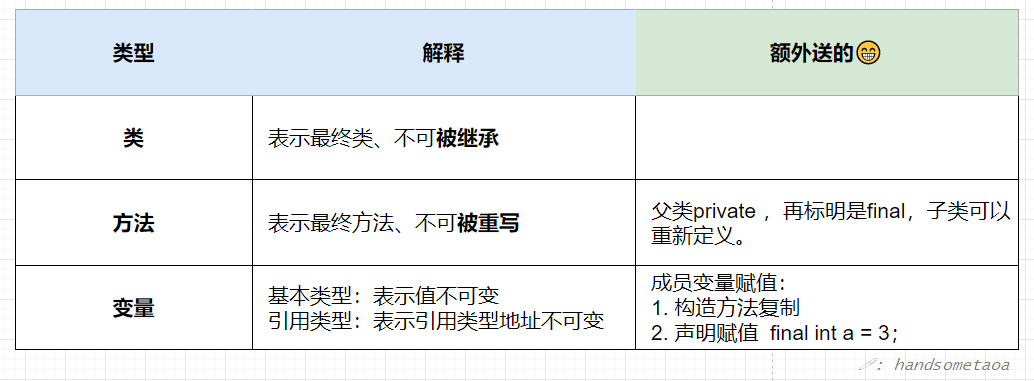 类型
解释
额外送的😁
类
表示最终类、不可被继承
方法
表示最终方法、不可被重写
父类private ，再标明是final，子类可以
重新定义。
变量
基本类型：表示值不可变
引用类型：表示引用类型地址不可变
成员变量赋值：
1. 构造方法复制
2. 声明赋值 final int a = 3；
: handsometaoa